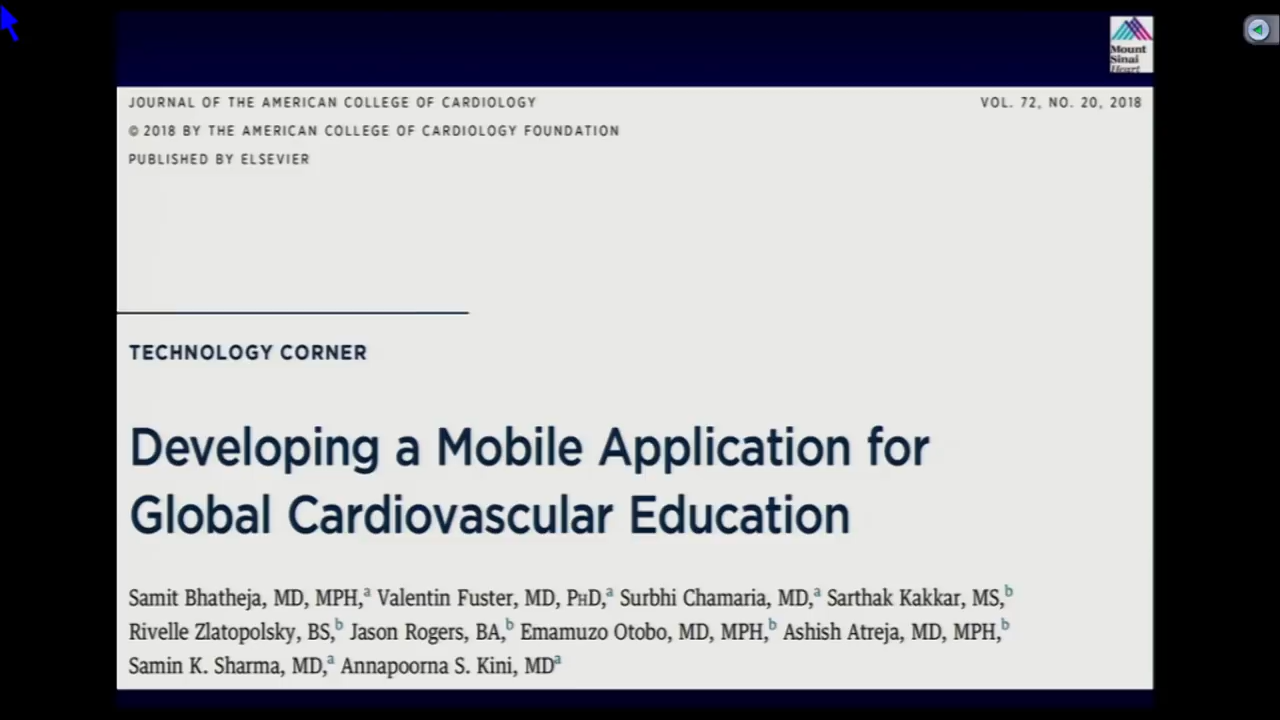 Mount
Sinai
Heart
JOURNAL OF THE AMERICAN COLLEGE OF CARDIOLOGY VOL. 72, NO. 20, 2018
© 2018 BY THE AMERICAN COLLEGE OF CARDIOLOGY FOUNDATION
PUBLISHED BY ELSEVIER
TECHNOLOGY CORNER
Developing a Mobile Application for
Global Cardiovascular Education
Samit Bhatheja, MD, MPH,a Valentin Fuster, MD, PHD,a Surbhi Chamaria, MD,a Sarthak Kakkar, MS,b
Rivelle Zlatopolsky, BS,b Jason Rogers, BA,b Emamuzo Otobo, MD, MPH,b Ashish Atreja, MD, MPH,b
Samin K. Sharma, MD,a Annapoorna S. Kini, MDa